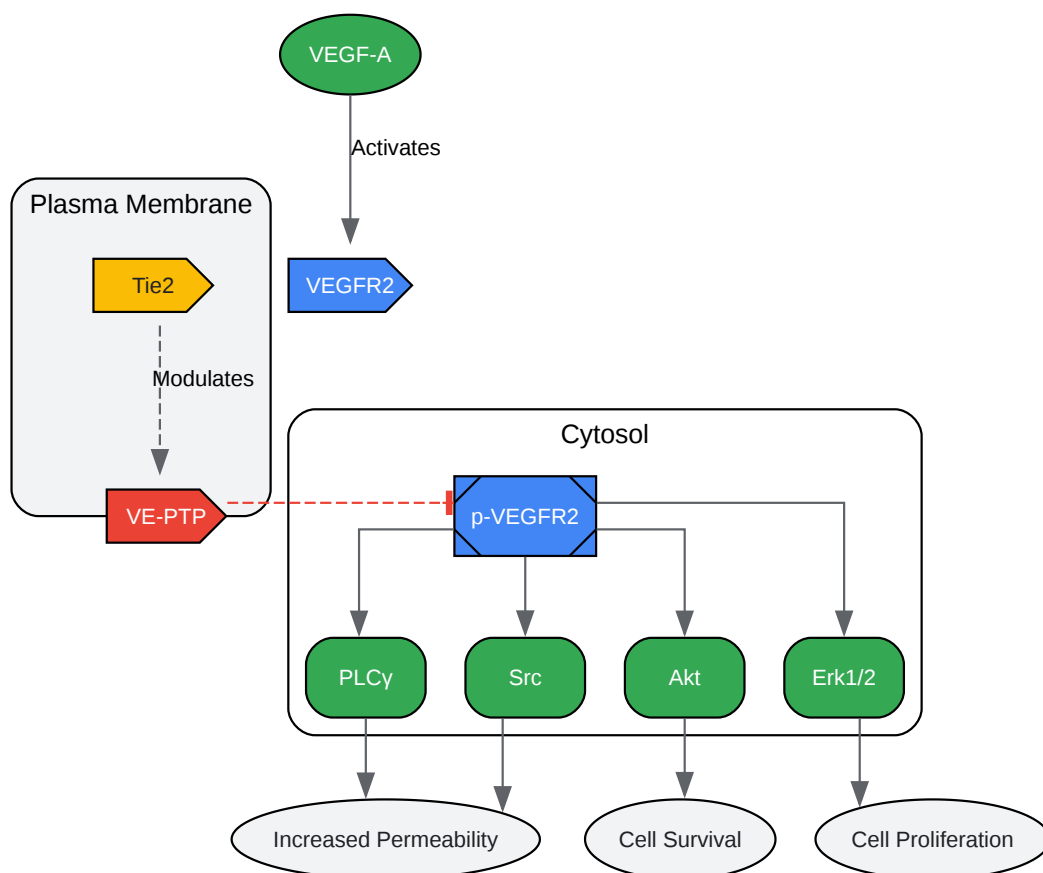 VEGF-A
Activates
Plasma Membrane
Tie2
VEGFR2
Modulates
Cytosol
VE-PTP
p-VEGFR2
PLCγ
Src
Akt
Erk1/2
Increased Permeability
Cell Survival
Cell Proliferation